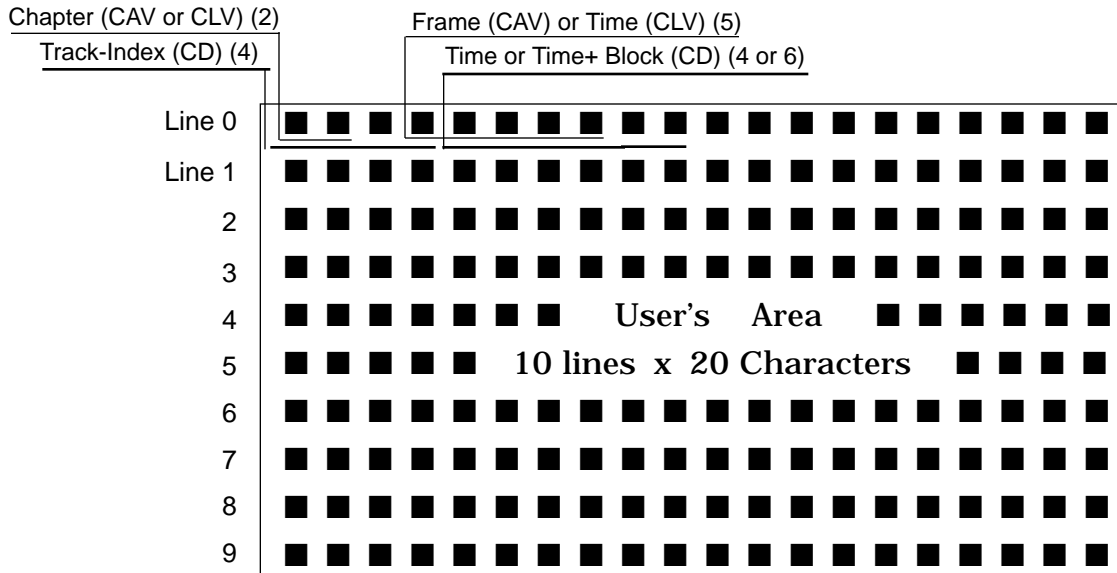 Chapter (CAV or CLV) (2)
Frame (CAV) or Time (CLV) (5)
Track-Index (CD) (4)
Time or Time+ Block (CD) (4 or 6)
Line 0
Line 1
2
3
4 User's Area
5 10 lines x 20 Characters
6
7
8
9